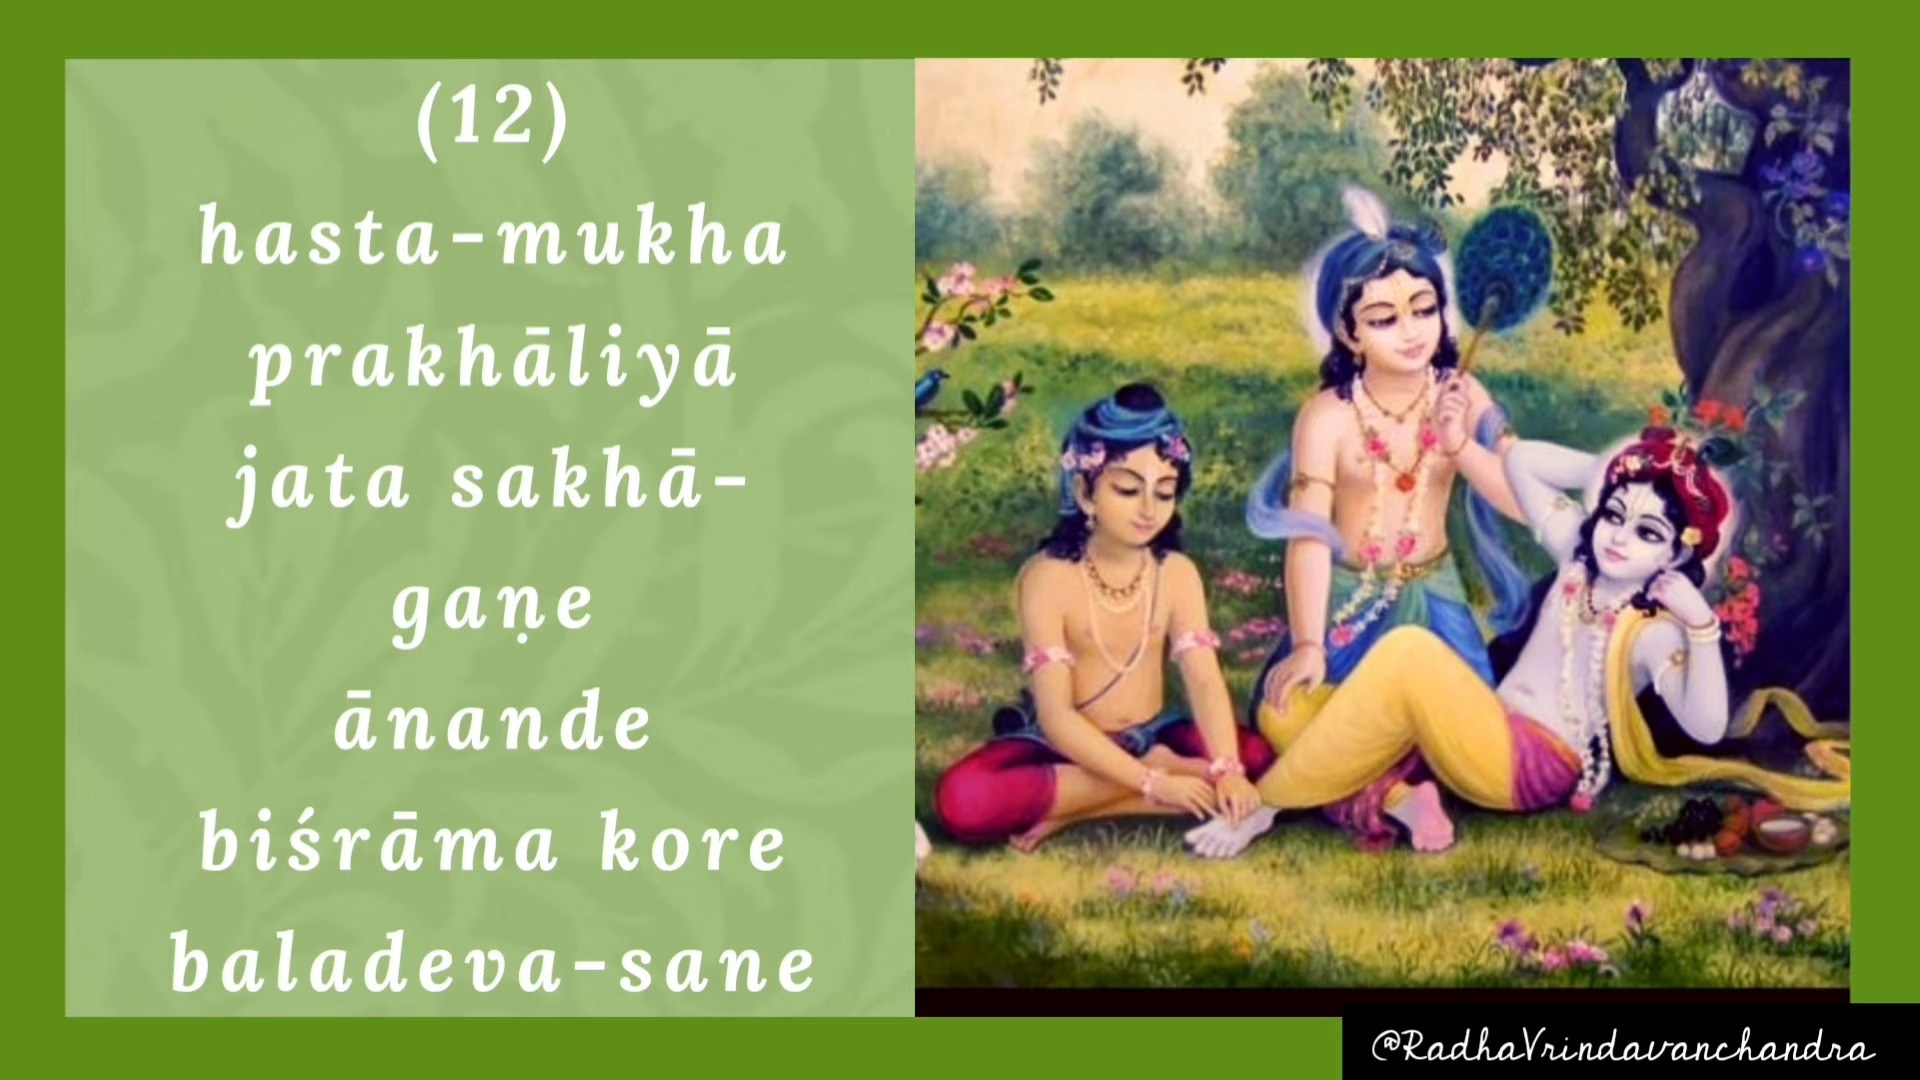 (12)
hasta-mukha
prakhāliyā
jata sakhā-
gaṇe
ānande
biśrāma kore
baladeva-sane
@RadhaVrindavanchandra